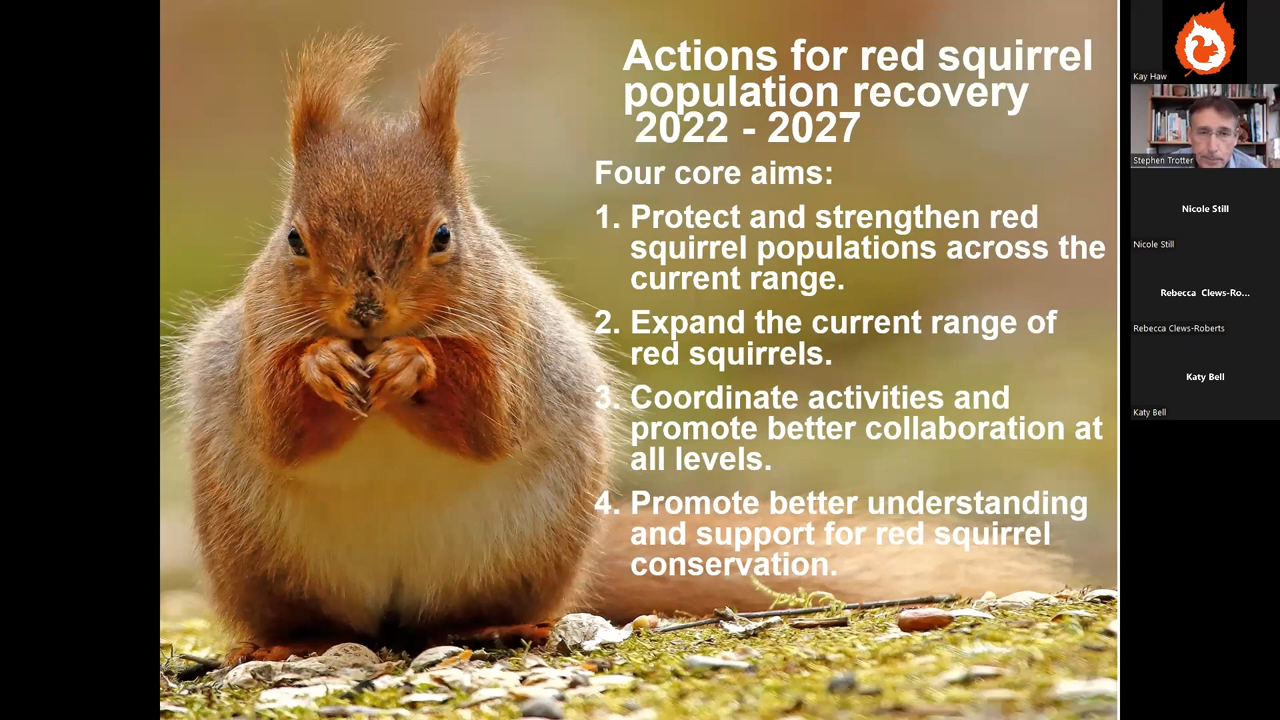 Actions for red squirrel
population recovery
2022 - 2027
Four core aims:
1. Protect and strengthen red
squirrel populations across the
current range.
2. Expand the current range of
red squirrels.
3. Coordinate activities and
promote better collaboration at
all levels.
4. Promote better understanding
and support for red squirrel
conservation.
Kay Haw
Stephen Trotter
Nicole Still
Nicole Still
Rebecca Clews-Ro...
Rebecca Clews-Roberts
Katy Bell
Katy Bell